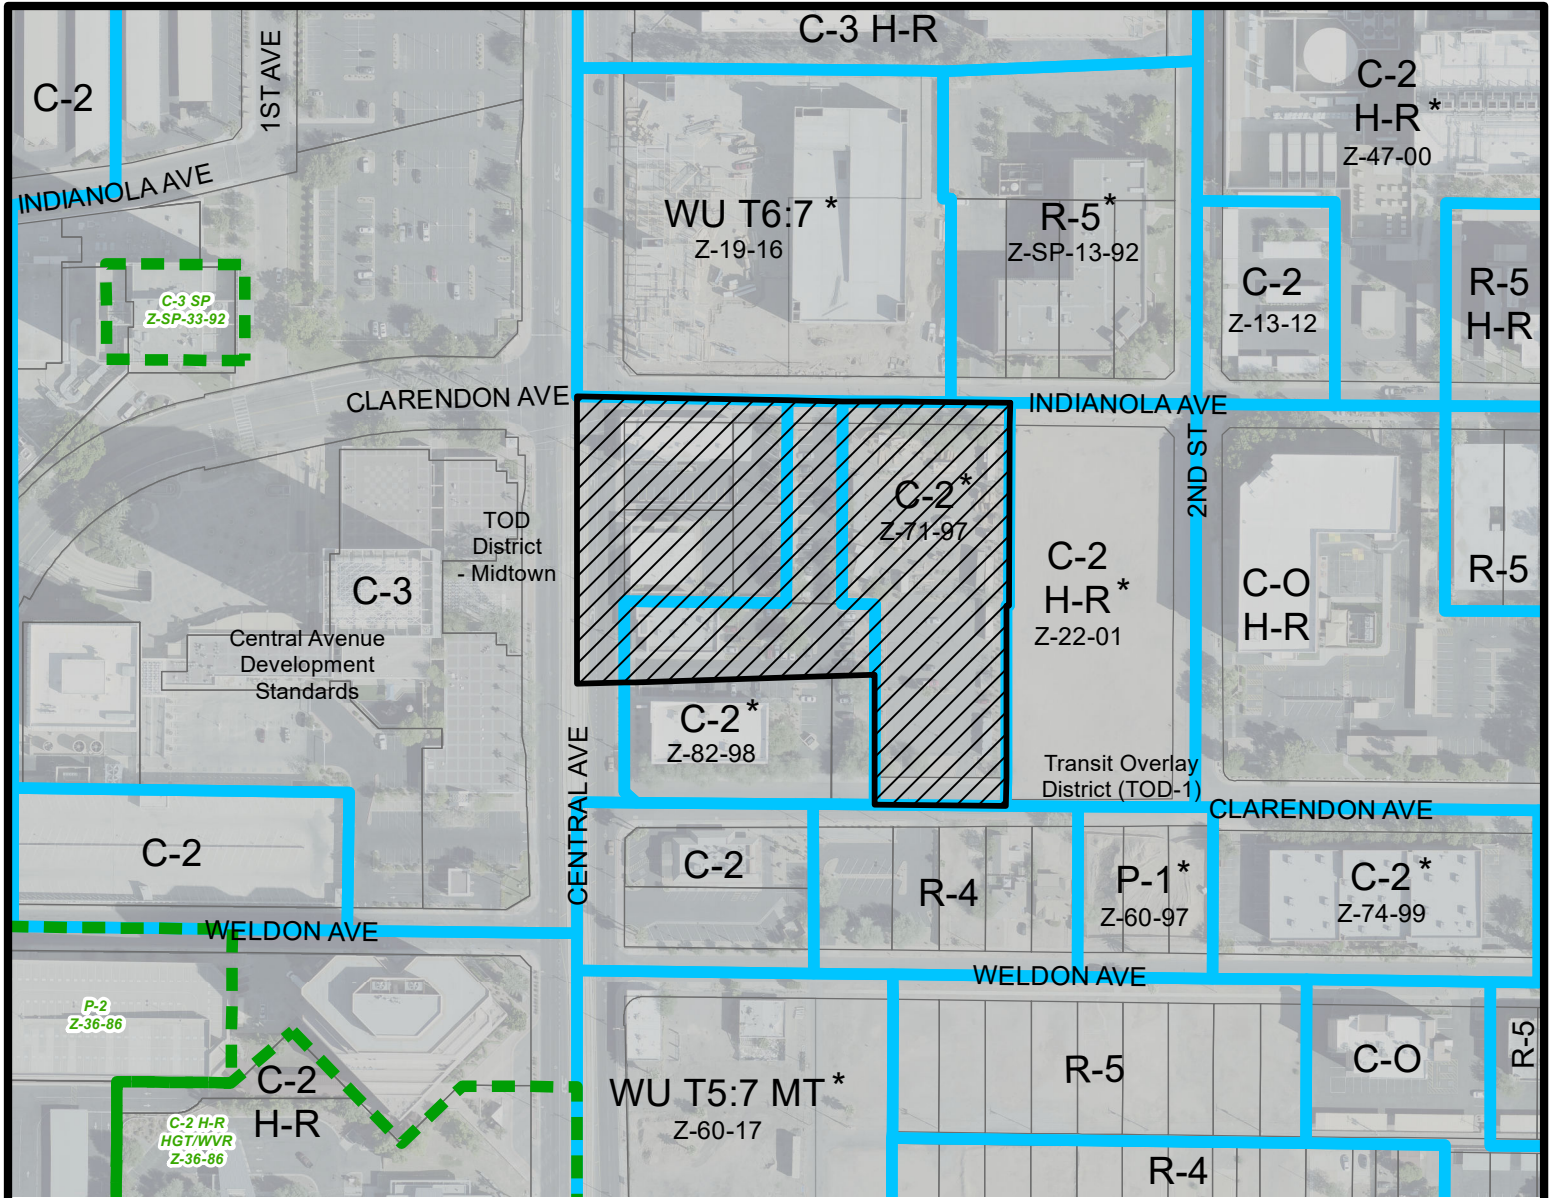 C-3 H-R
C-2
1ST AVE
C-2
H-R *
Z-47-00
INDIANOLA AVE
WU T6:7 *
Z-19-16
R-5 *
Z-SP-13-92
C-2
Z-13-12
R-5
H-R
C-3 SP
Z-SP-33-92
CLARENDON AVE
INDIANOLA AVE
2ND ST
C-2 *
Z-71-97
TOD
District
- Midtown
C-3
C-2
H-R *
Z-22-01
C-O
H-R
R-5
Central Avenue
Development
Standards
C-2 *
Z-82-98
CENTRAL AVE
Transit Overlay
District (TOD-1)
CLARENDON AVE
C-2
C-2
R-4
P-1 *
Z-60-97
C-2 *
Z-74-99
WELDON AVE
WELDON AVE
P-2
Z-36-86
C-2
H-R
C-2 H-R
HGT/WVR
Z-36-86
WU T5:7 MT *
Z-60-17
R-5
C-O
R-5
R-4